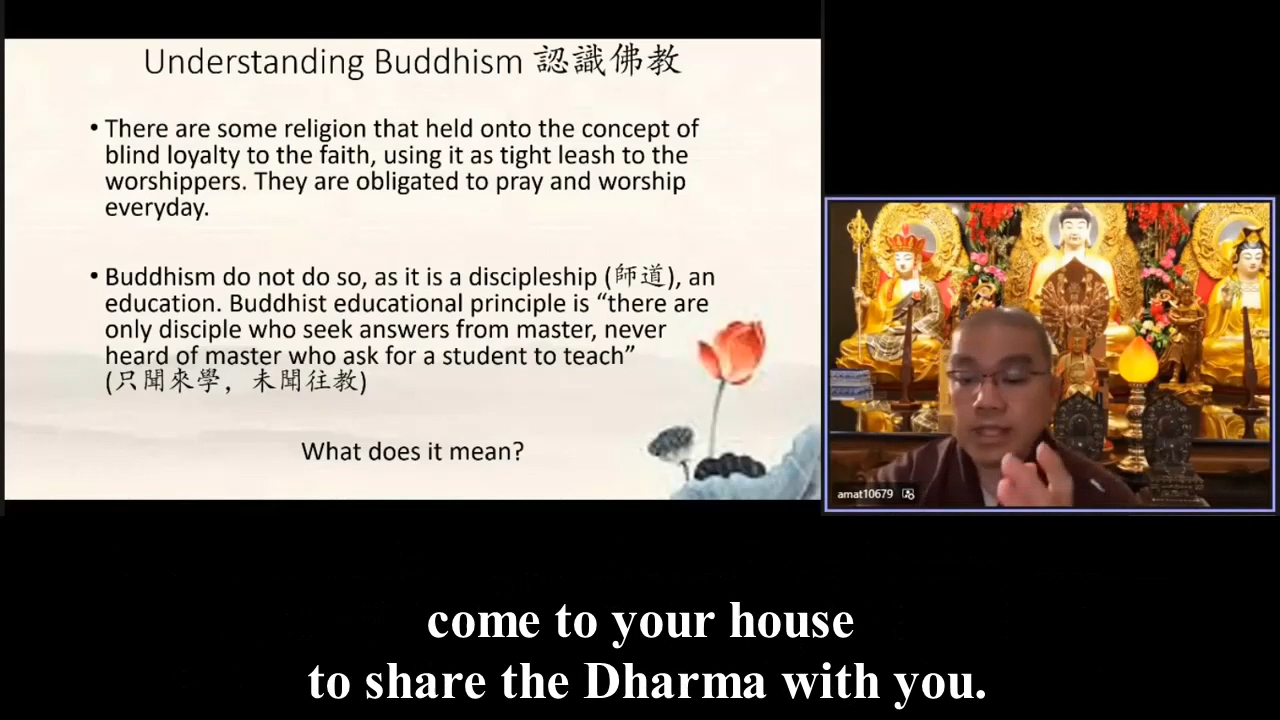 Understanding Buddhism 認識佛教
• There are some religion that held onto the concept of
blind loyalty to the faith, using it as tight leash to the
worshippers. They are obligated to pray and worship
everyday.
• Buddhism do not do so, as it is a discipleship (師道), an
education. Buddhist educational principle is “there are
only disciple who seek answers from master, never
heard of master who ask for a student to teach”
(只聞來學，未聞往教)
What does it mean?
amat10679
come to your house
to share the Dharma with you.